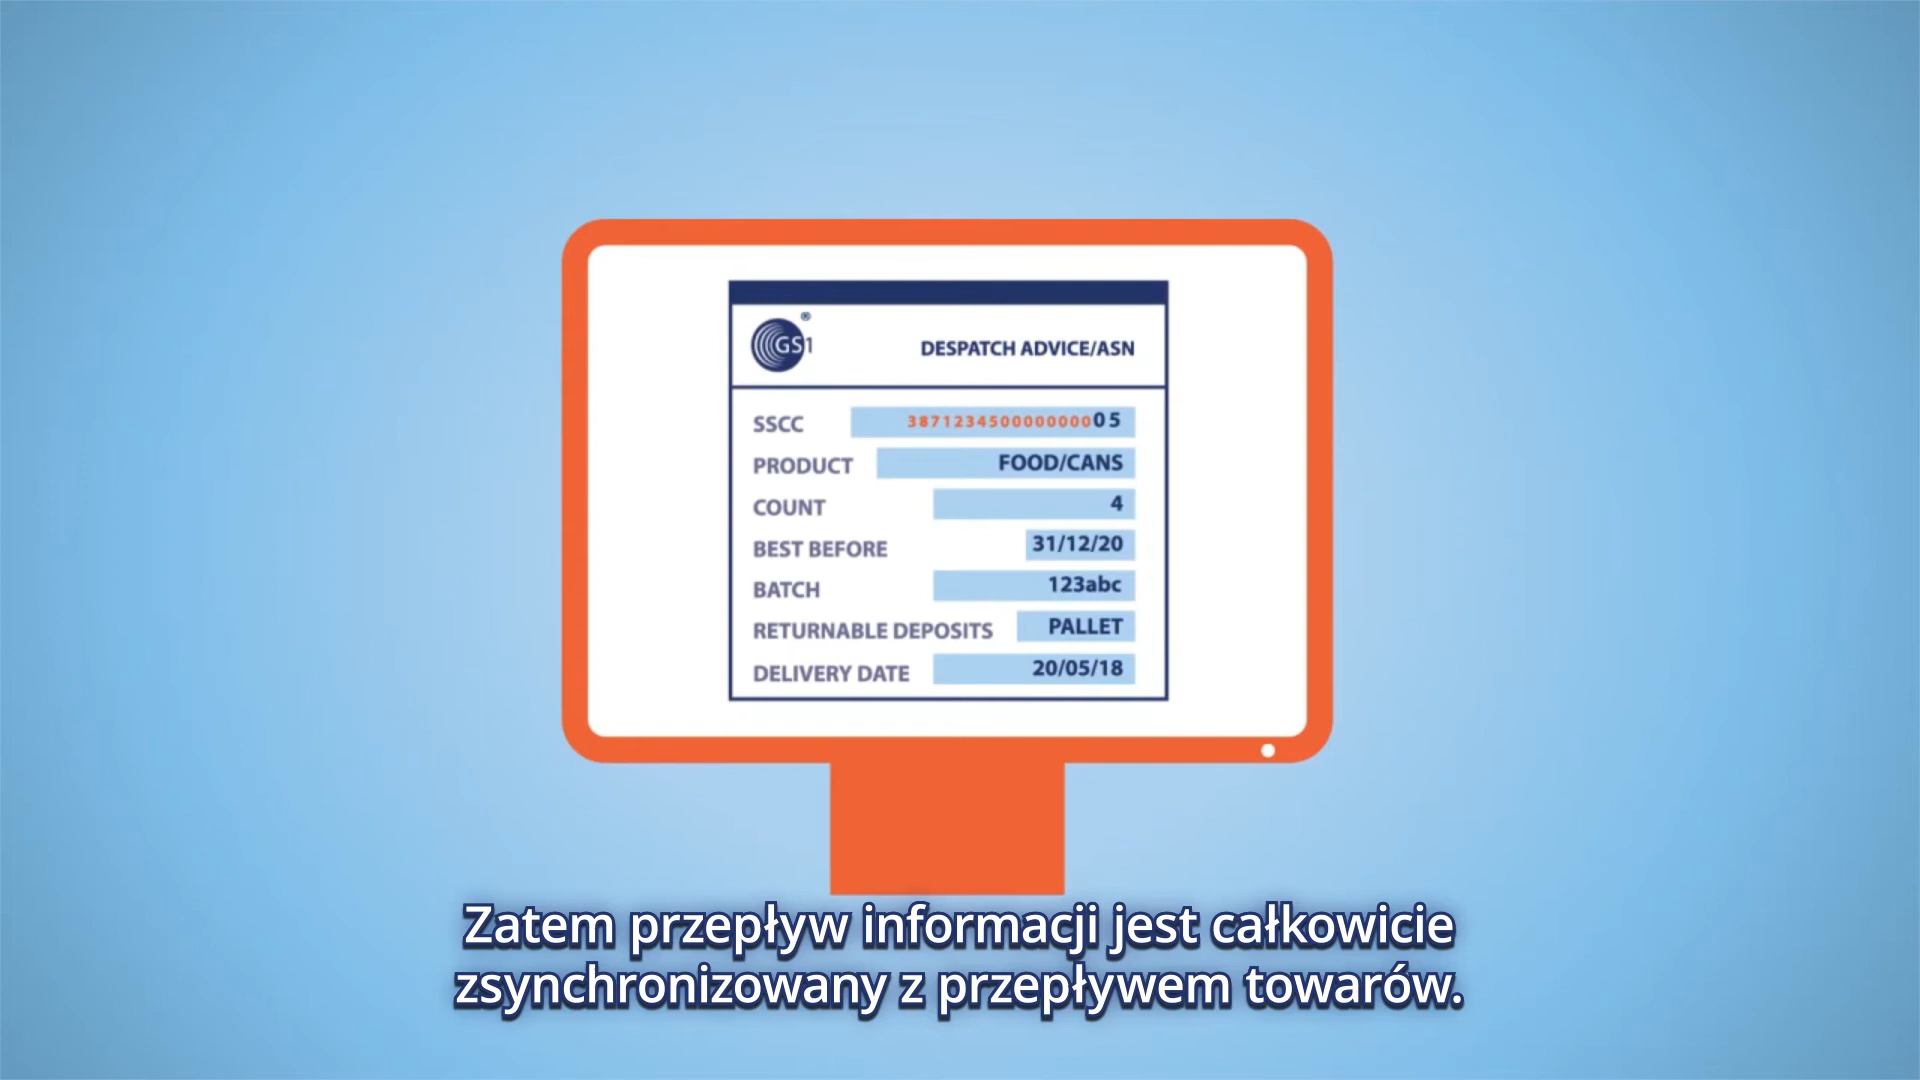 GS1 ®
DESPATCH ADVICE/ASN
SSCC 387123450000000005
PRODUCT FOOD/CANS
COUNT 4
BEST BEFORE 31/12/20
BATCH 123abc
RETURNABLE DEPOSITS PALLET
DELIVERY DATE 20/05/18
Zatem przepływ informacji jest całkowicie
zsynchronizowany z przepływem towarów.